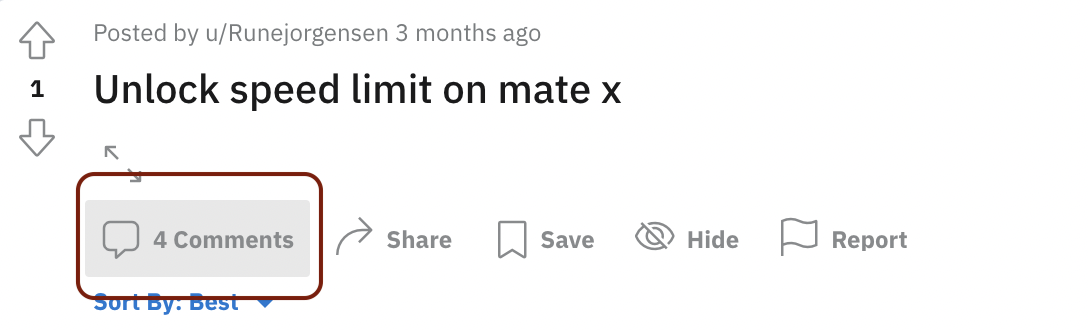 Posted by u/Runejorgensen 3 months ago
1
Unlock speed limit on mate x
4 Comments Share Save Hide Report
Sort By: Best